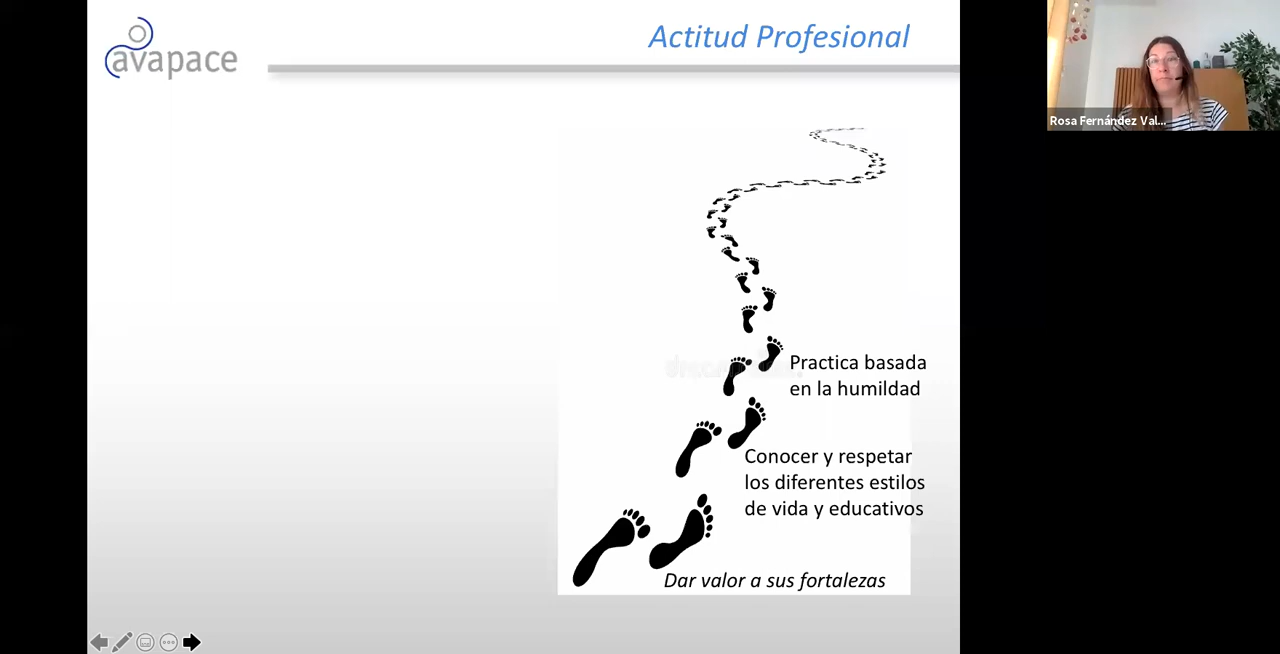 avapace
Actitud Profesional
Rosa Fernández Val...
Practica basada
en la humildad
Conocer y respetar
los diferentes estilos
de vida y educativos
Dar valor a sus fortalezas